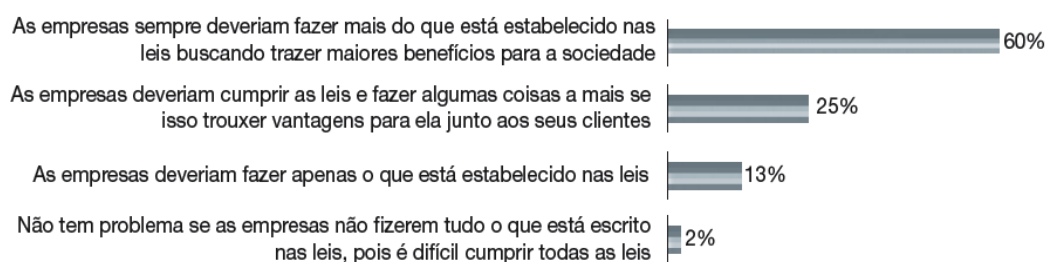 As empresas sempre deveriam fazer mais do que está estabelecido nas
leis buscando trazer maiores benefícios para a sociedade
60%
As empresas deveriam cumprir as leis e fazer algumas coisas a mais se
isso trouxer vantagens para ela junto aos seus clientes
25%
As empresas deveriam fazer apenas o que está estabelecido nas leis
13%
Não tem problema se as empresas não fizerem tudo o que está escrito
nas leis, pois é difícil cumprir todas as leis
2%